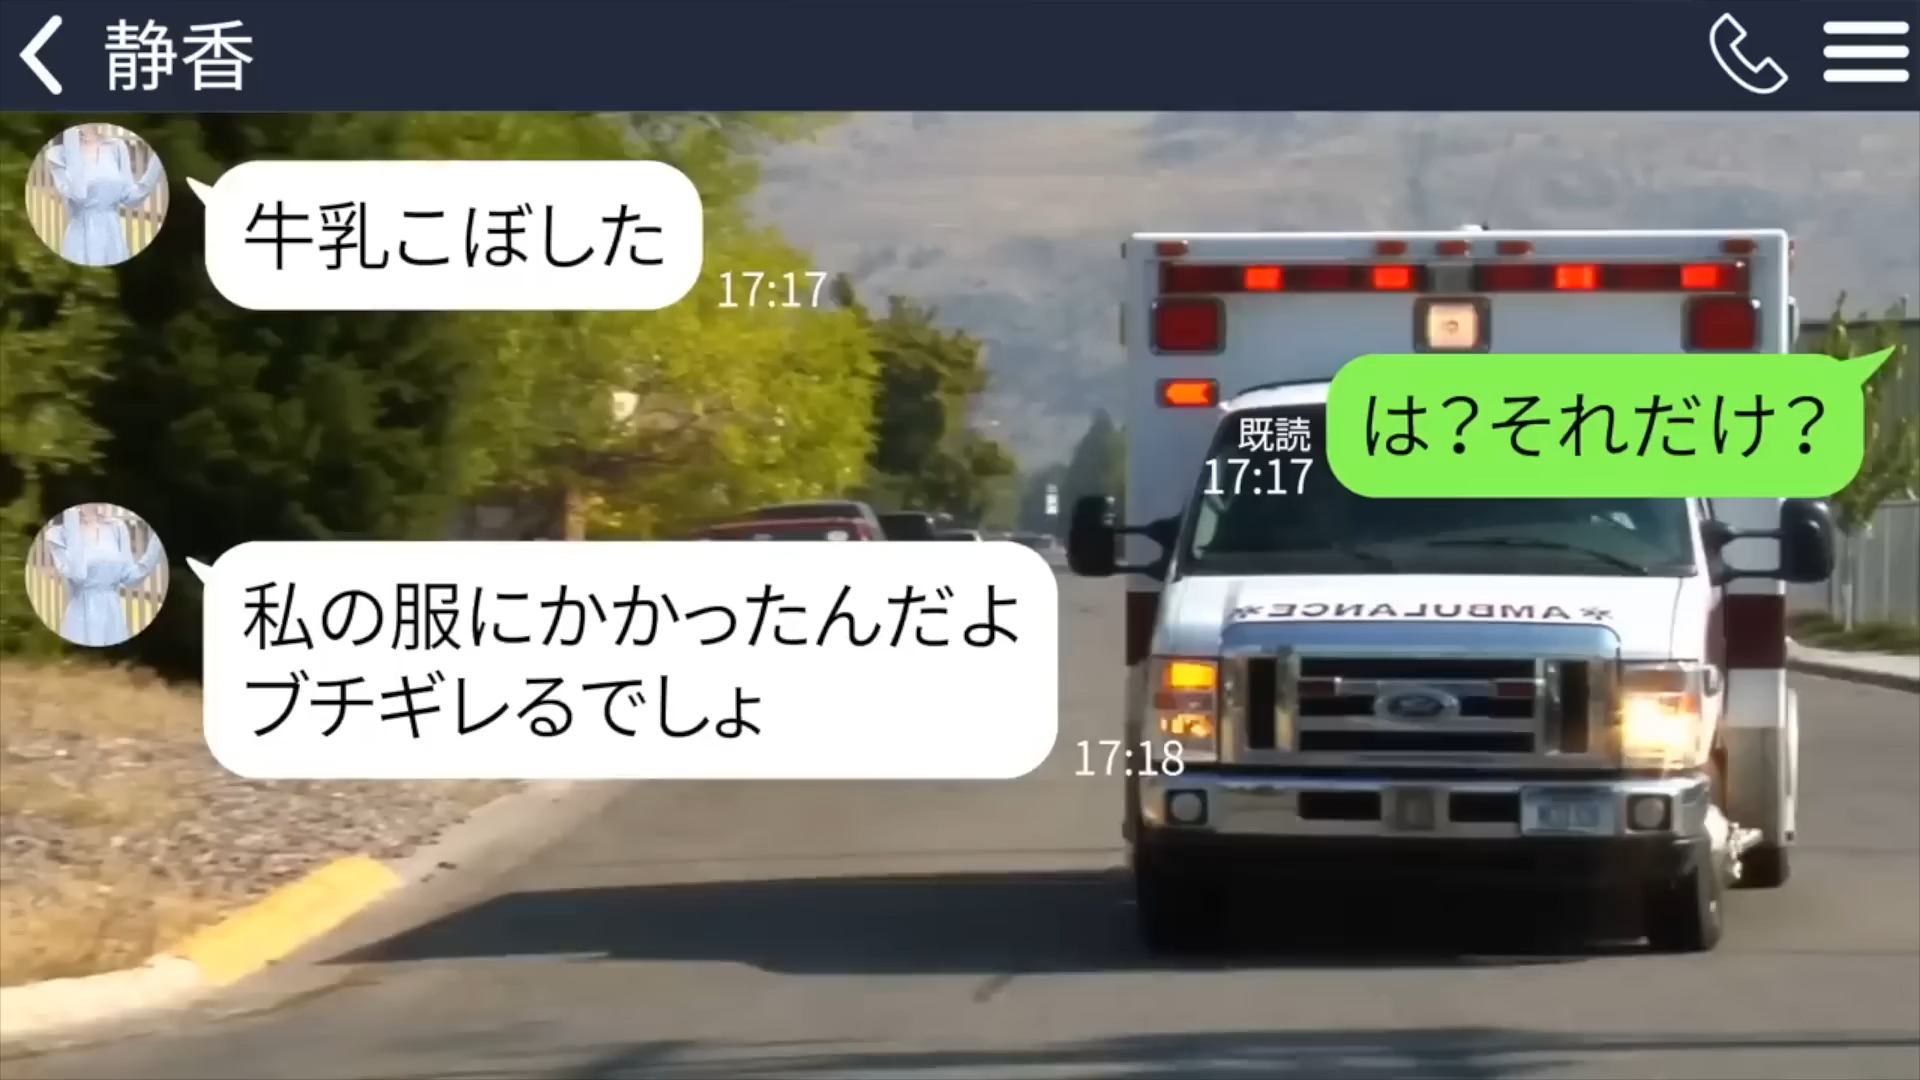 静香
牛乳こぼした
17:17
は？それだけ？
既読
17:17
私の服にかかったんだよ
ブチギレるでしょ
17:18
AMBULANCE